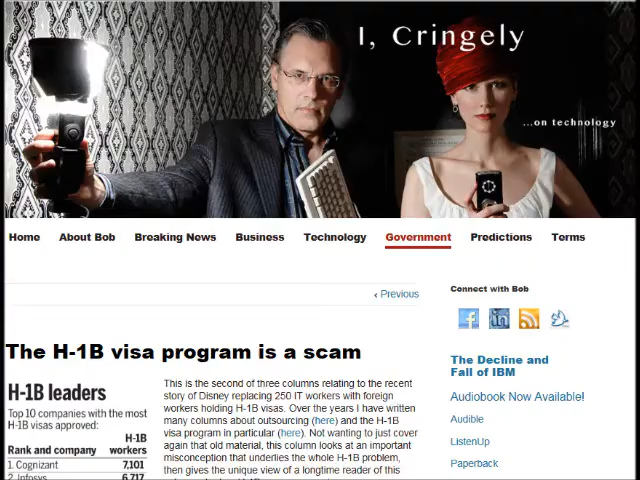 I, Cringely
...on technology
Home
About Bob
Breaking News
Business
Technology
Government
Predictions
Terms
‹ Previous
Connect with Bob
The H-1B visa program is a scam
H-1B leaders
Top 10 companies with the most
H-1B visas approved:
H-1B
Rank and company workers
1. Cognizant 7,101
2. Infosys 6,717
This is the second of three columns relating to the recent
story of Disney replacing 250 IT workers with foreign
workers holding H-1B visas. Over the years I have written
many columns about outsourcing (here) and the H-1B
visa program in particular (here). Not wanting to just cover
again that old material, this column looks at an important
misconception that underlies the whole H-1B problem,
then gives the unique view of a longtime reader of this
The Decline and
Fall of IBM
Audiobook Now Available!
Audible
ListenUp
Paperback